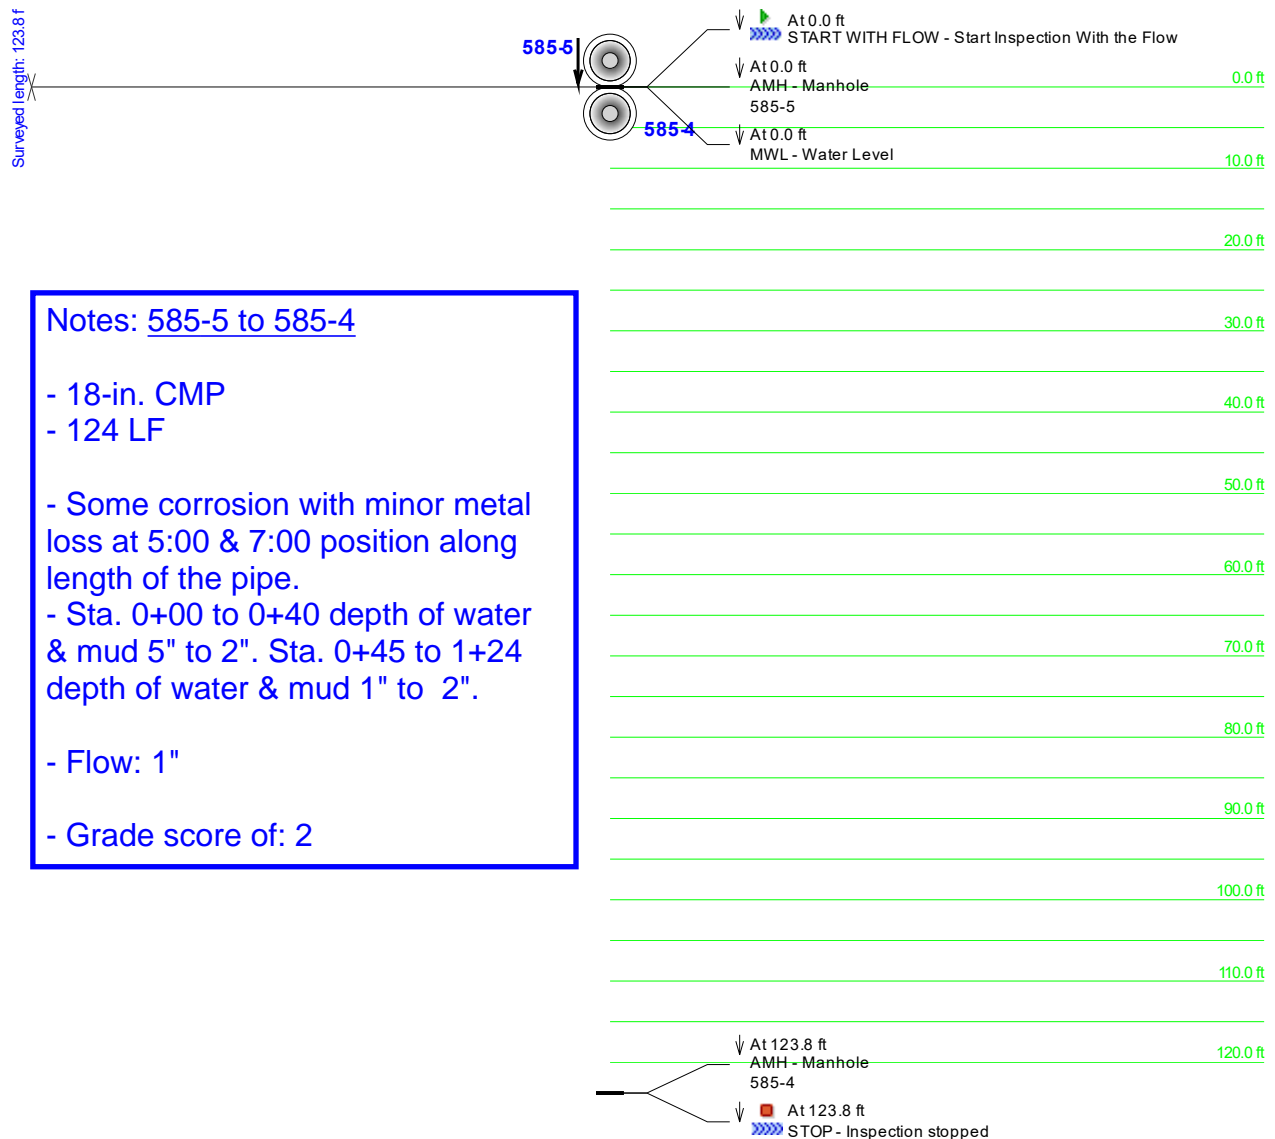 Surveyed length: 123.8 f
585-5
585-4
At 0.0 ft
START WITH FLOW - Start Inspection With the Flow
At 0.0 ft
AMH - Manhole
585-5
At 0.0 ft
MWL - Water Level
0.0 ft
10.0 ft
20.0 ft
30.0 ft
40.0 ft
50.0 ft
60.0 ft
70.0 ft
80.0 ft
90.0 ft
100.0 ft
110.0 ft
120.0 ft
Notes: 585-5 to 585-4
- 18-in. CMP
- 124 LF
- Some corrosion with minor metal
loss at 5:00 & 7:00 position along
length of the pipe.
- Sta. 0+00 to 0+40 depth of water
& mud 5" to 2". Sta. 0+45 to 1+24
depth of water & mud 1" to 2".
- Flow: 1"
- Grade score of: 2
At 123.8 ft
AMH - Manhole
585-4
At 123.8 ft
STOP - Inspection stopped